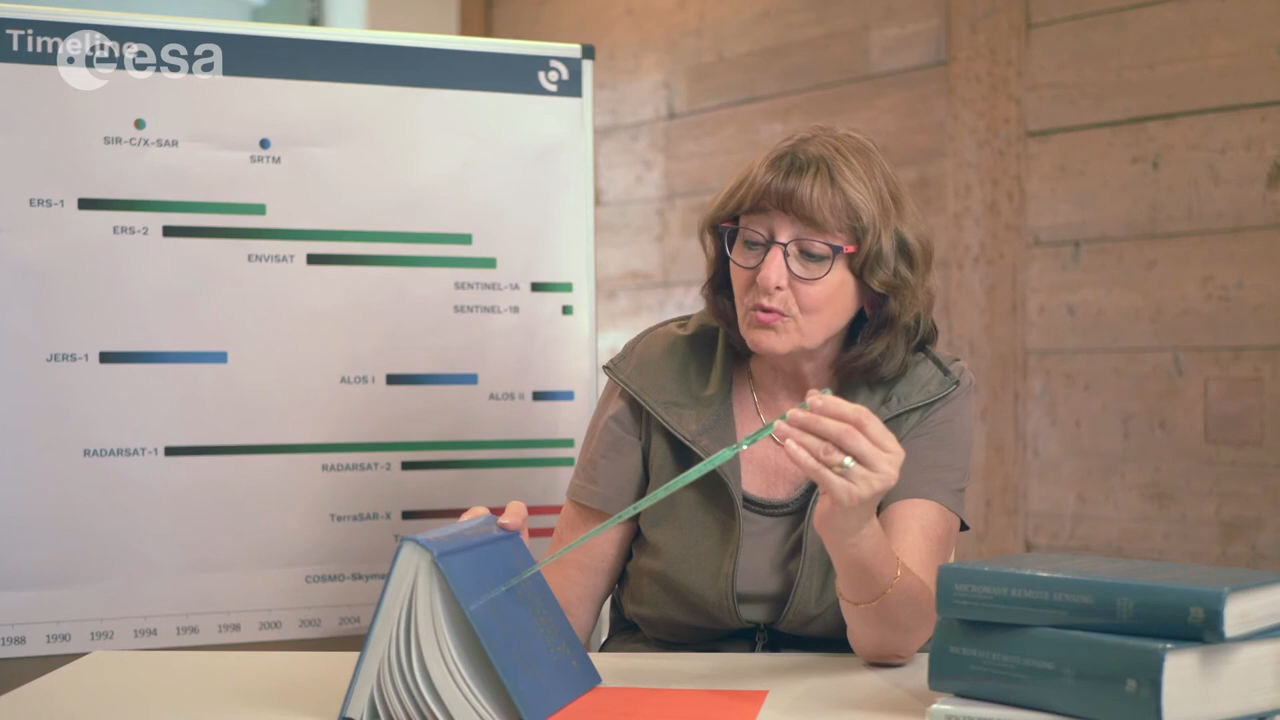 Timeline
esa
SIR-C/X-SAR
SRTM
ERS-1
ERS-2
ENVISAT
SENTINEL-1A
SENTINEL-1B
JERS-1
ALOS I
ALOS II
RADARSAT-1
RADARSAT-2
TerraSAR-X
COSMO-Skyme
1988 1990 1992 1994 1996 1998 2000 2002 2004
MICROWAVE REMOTE SENSING
MICROWAVE REMOTE SENSING